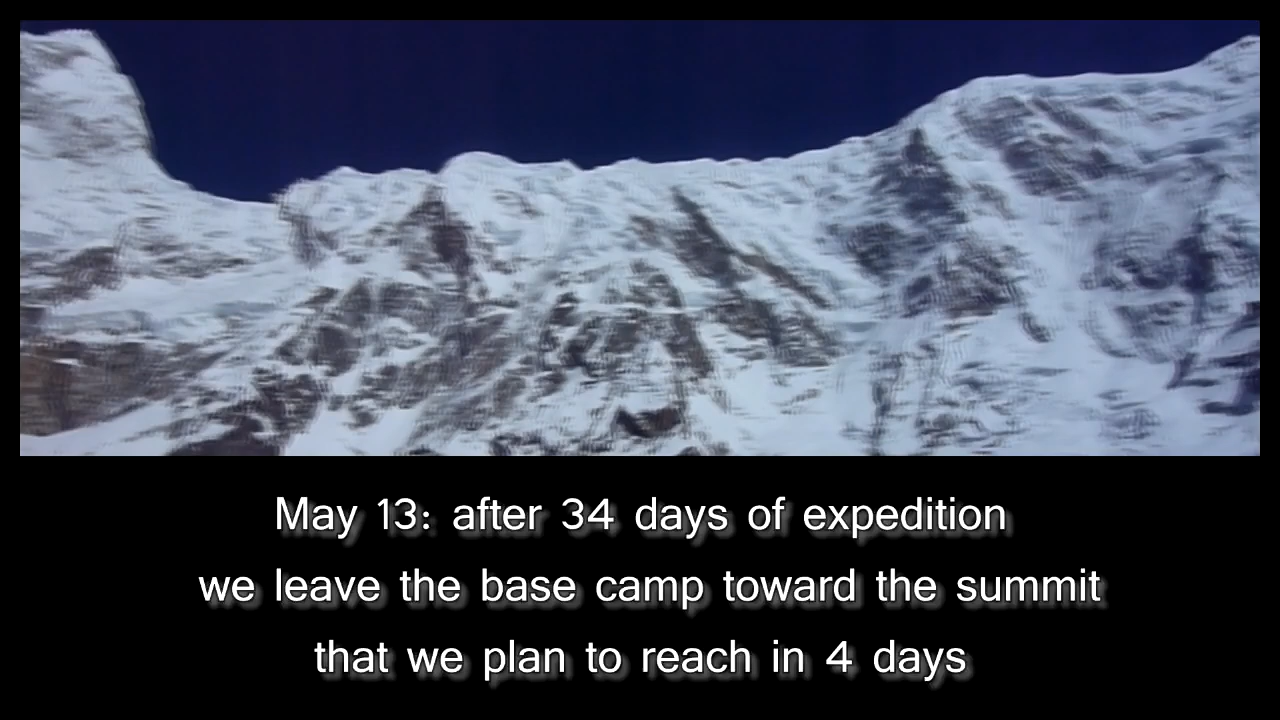 May 13: after 34 days of expedition
we leave the base camp toward the summit
that we plan to reach in 4 days